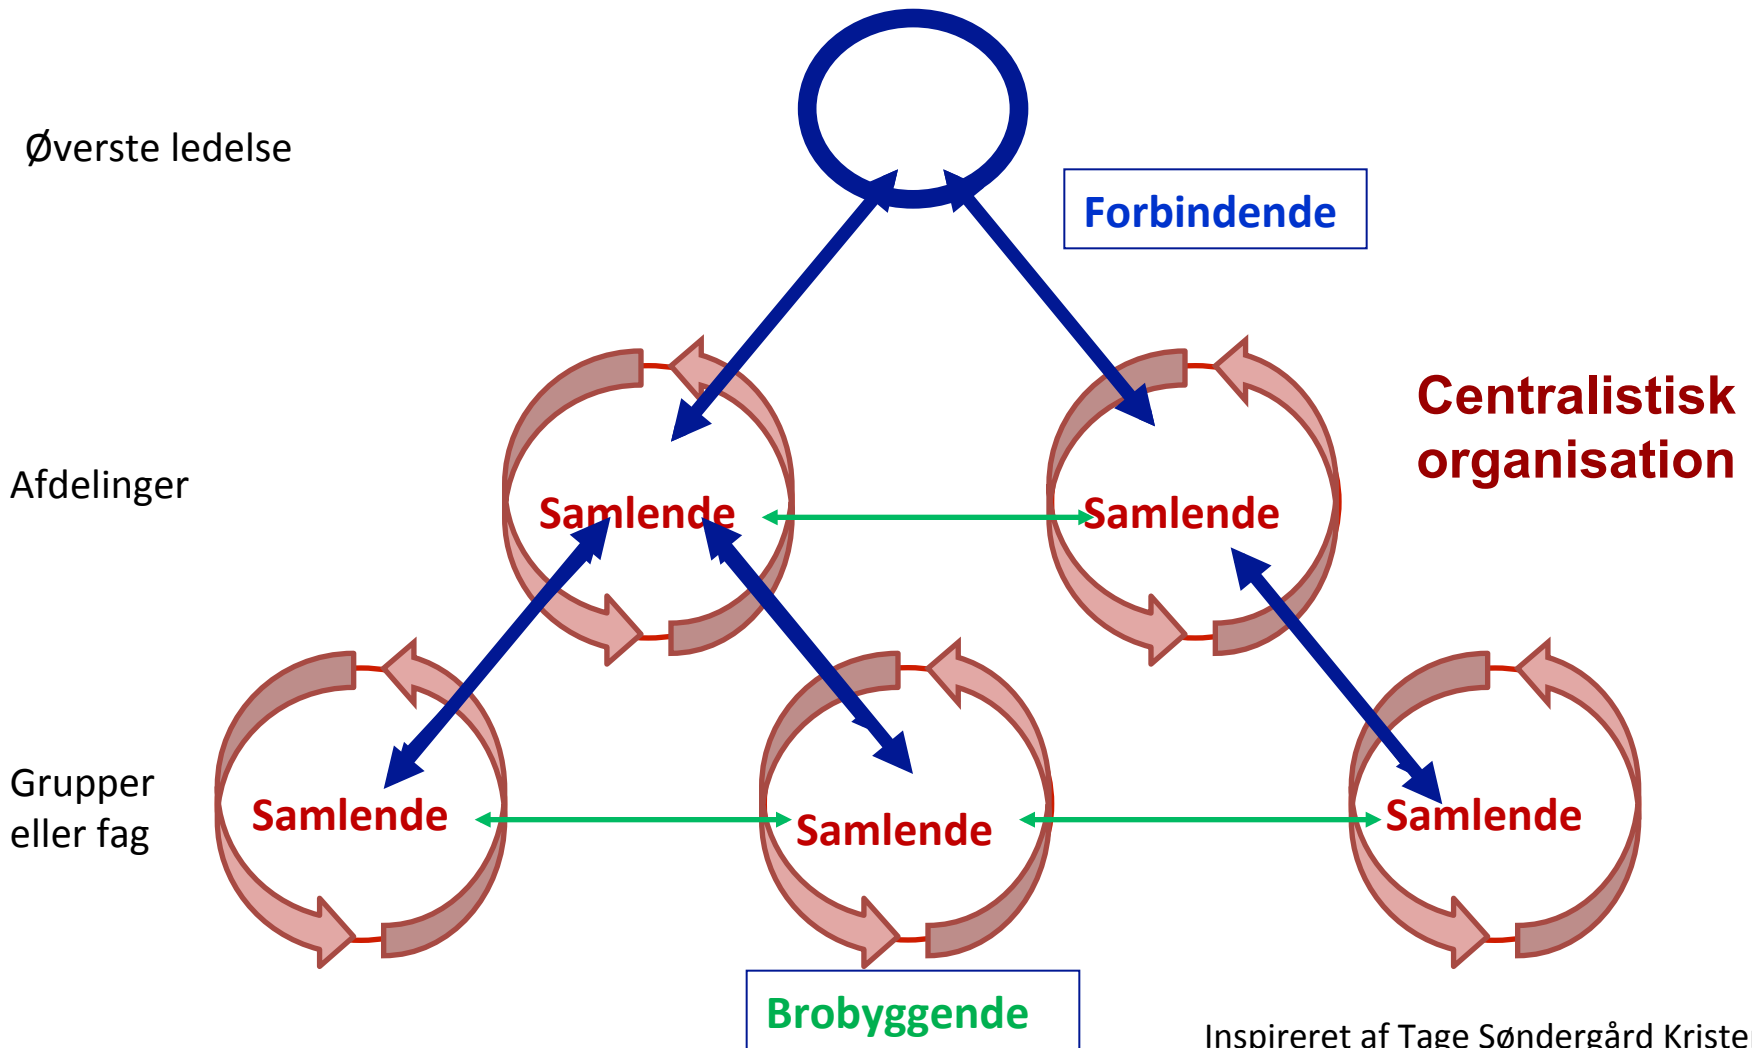 Øverste ledelse
Forbindende
Centralistisk
organisation
Afdelinger
Samlende
Samlende
Grupper
eller fag
Samlende
Samlende
Samlende
Brobyggende
Inspireret af Tage Søndergård